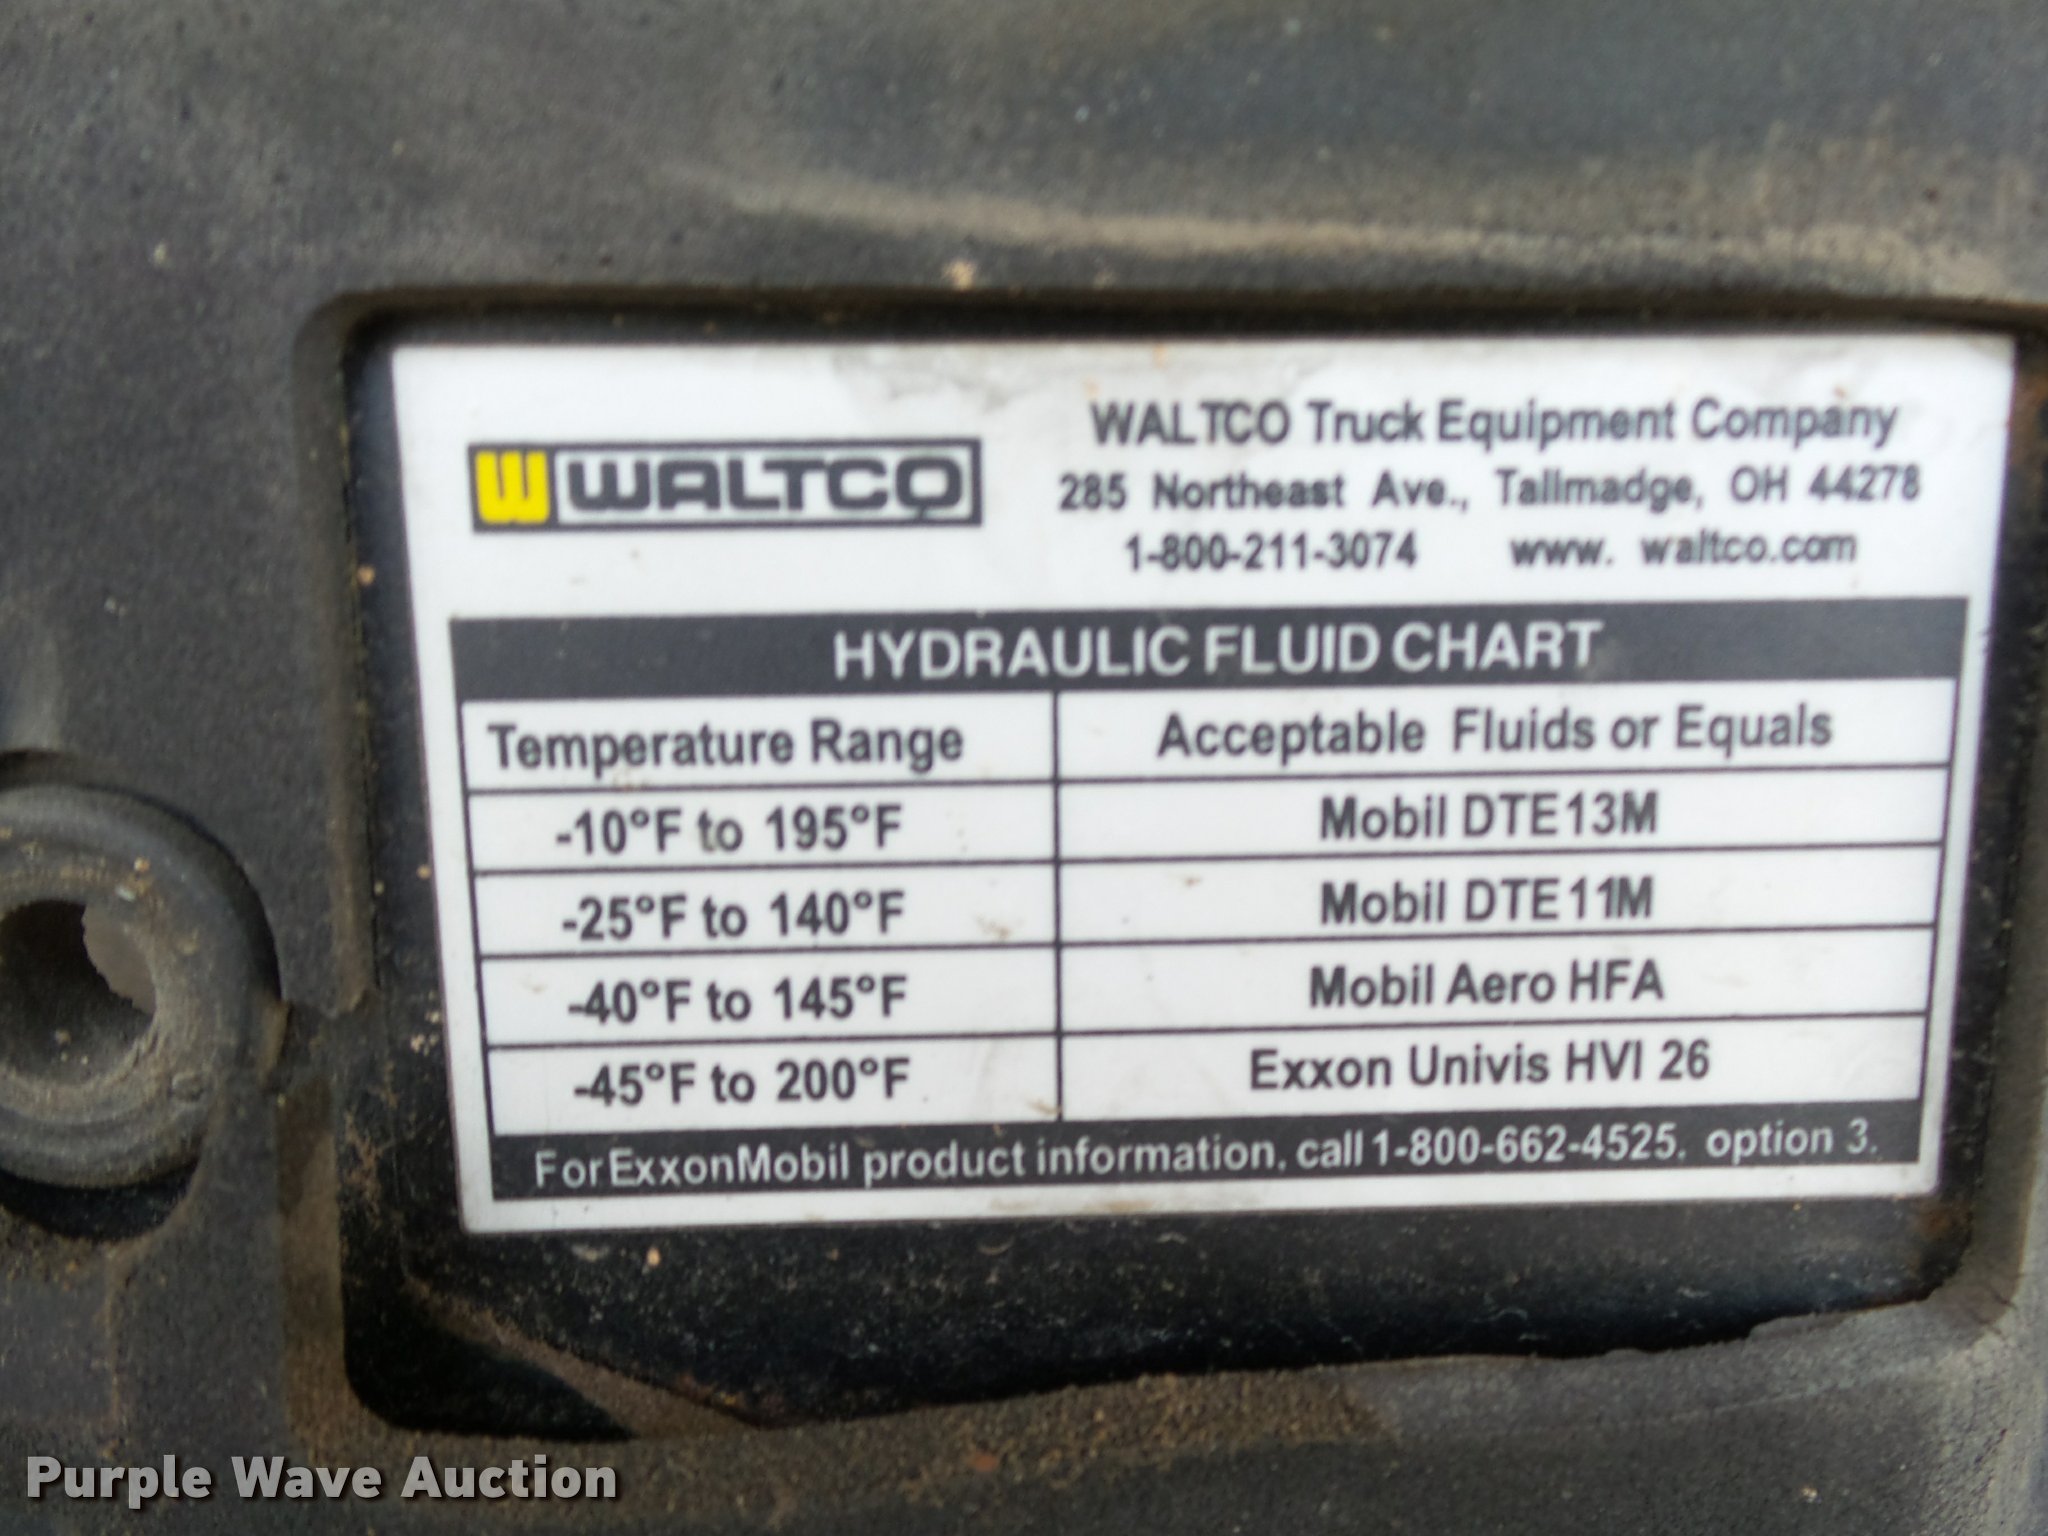 W WALTCO
WALTCO Truck Equipment Company
285 Northeast Ave., Tallmadge, OH 44278
1-800-211-3074 www. waltco.com
HYDRAULIC FLUID CHART
Temperature Range Acceptable Fluids or Equals
-10°F to 195°F Mobil DTE13M
-25°F to 140°F Mobil DTE11M
-40°F to 145°F Mobil Aero HFA
-45°F to 200°F Exxon Univis HVI 26
For ExxonMobil product information, call 1-800-662-4525, option 3.
Purple Wave Auction